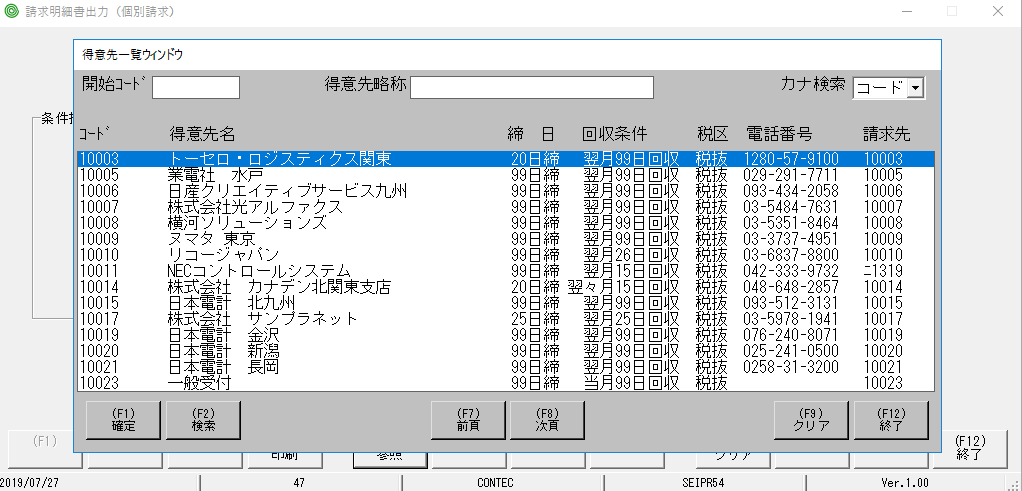 請求明細書出力（個別請求）
得意先一覧ウィンドウ
開始ｺｰﾄﾞ 得意先略称 カナ検索 コード
ｺｰﾄﾞ 得意先名 締 日 回収条件 税区 電話番号 請求先
10003 トーセロ・ロジスティクス関東 20日締 翌月99日回収 税抜 1280-57-9100 10003
10005 業電社 水戸 99日締 翌月99日回収 税抜 029-291-7711 10005
10006 日産クリエイティブサービス九州 99日締 翌月99日回収 税抜 093-434-2058 10006
10007 株式会社光アルファクス 99日締 翌月99日回収 税抜 03-5484-7631 10007
10008 横河ソリューションズ 99日締 翌月99日回収 税抜 03-5351-8464 10008
10009 ヌマタ 東京 99日締 翌月99日回収 税抜 03-3737-4951 10009
10010 リコージャパン 99日締 翌月26日回収 税抜 03-6837-8800 10010
10011 NECコントロールシステム 99日締 翌月15日回収 税抜 042-333-9732 ﾆ1319
10014 株式会社 カナデン北関東支店 20日締 翌々月15日回収 税抜 048-648-2857 10014
10015 日本電計 北九州 99日締 翌月99日回収 税抜 093-512-3131 10015
10017 株式会社 サンプラネット 25日締 翌月25日回収 税抜 03-5978-1941 10017
10019 日本電計 金沢 99日締 翌月99日回収 税抜 076-240-8071 10019
10020 日本電計 新潟 99日締 翌月99日回収 税抜 025-241-0500 10020
10021 日本電計 長岡 99日締 翌月99日回収 税抜 0258-31-3200 10021
10023 一般受付 99日締 当月99日回収 税抜 10023
条件
(F1) (F2) (F7) (F8) (F9) (F12)
確定 検索 前頁 次頁 クリア 終了
(F1) (F12)
印刷 参照 クリア 終了
2019/07/27 47 CONTEC SEIPR54 Ver.1.00